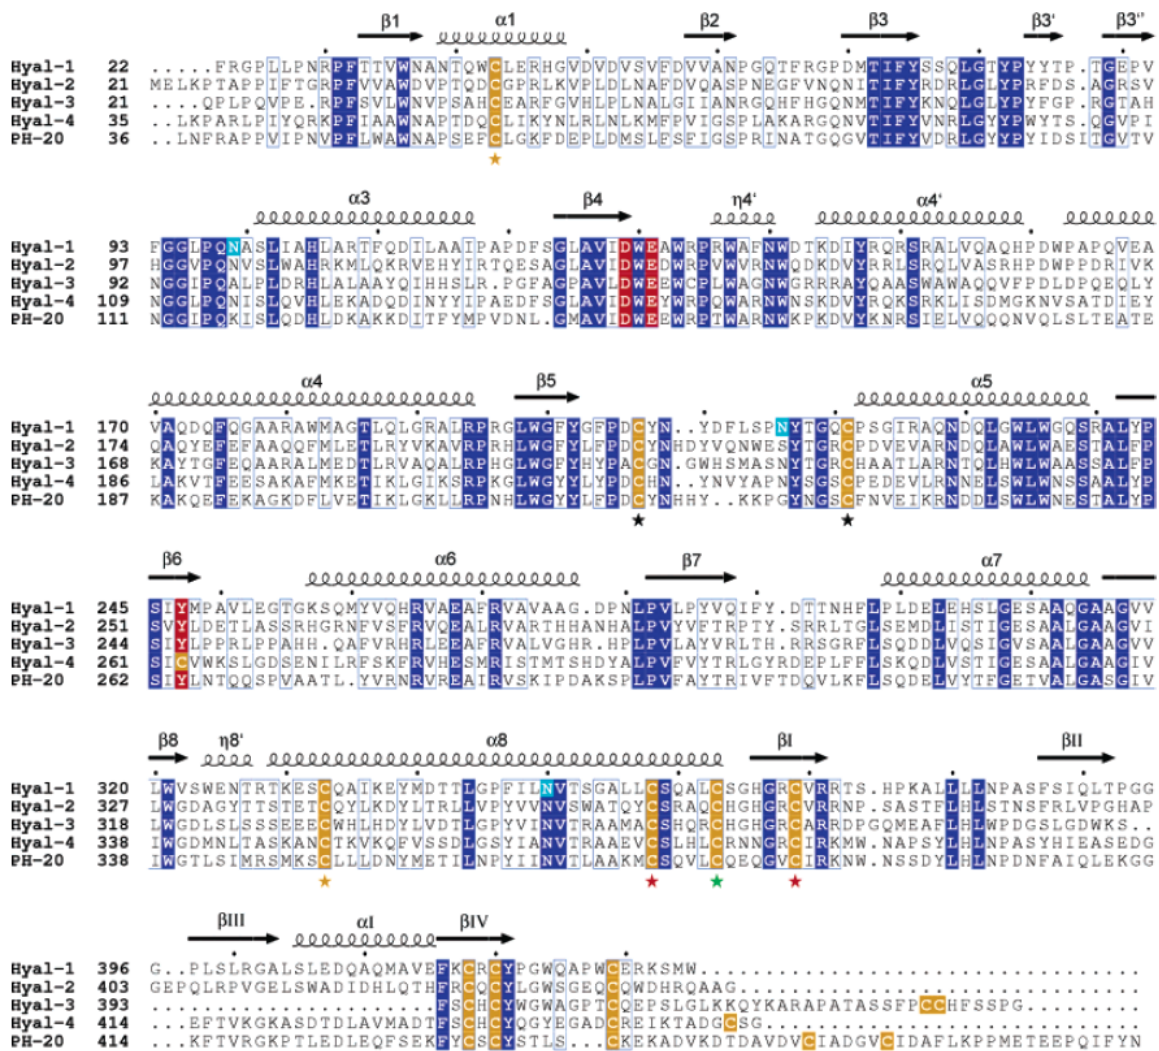 β1 α1 β2 β3 β3' β3''
Hyal-1 22 .....FRGPLLPNRPFTTVWNANTQWCLERHGVDVDVSVFDVVANPGQTFRGPDMTIFYSSQLGTYPYYTP.TGEPV
Hyal-2 21 MELKPTAPPIFTGRPFVVAWDVPTQDCGPRLKVPLDLNAFDVQASPNEGFVNQNITIFYRDRLGLYPRFDS.AGRSV
Hyal-3 21 ....QPLPQVPE.RPFSVLWNVPSAHCEARFGVHLPLNALGIIANRGQHFHGQNMTIFYKNQLGLYPYFGP.RGTAH
Hyal-4 35 ..LKPARLPIYQRKPFIAAWNAPTDQCLIKYNLRLNLKMFPVIGSPLAKARGQNVTIFYVNRLGYYPWYTS.QGVPI
PH-20 36 ..LNFRAPPVIPNVPFLWAWNAPSEFCLGKFDEPLDMSLFSFIGSPRINATGQGVTIFYVDRLGYYPYIDSITGVTV
α3 β4 η4' α4'
Hyal-1 93 FGGLPQNASLIAHLARTFQDILAAIPAPDFSGLAVIDWEAWRPRWAFNWDTKDIYRQRSRALVQAQHPDWPAPQVEA
Hyal-2 97 HGGVPQNVSLWAHRKMLQKRVEHYIRTQESAGLAVIDWEDWRPVWVRNWQDKDVYRRLSRQLVASRHPDWPPDRIVK
Hyal-3 92 NGGIPQALPLDRHLALAAYQIHHSLR.PGFAGPAVLDWEEWCPLWAGNWGRRRAYQAASWAWAQQVFPDLDPQEQLY
Hyal-4 109 NGGLPQNISLQVHLEKADQDINYYIPAEDFSGLAVIDWEYWRPQWARNWNSKDVYRQKSRKLISDMGKNVSATDIEY
PH-20 111 NGGIPQKISLQDHLDKAKKDITFYMPVDNL.GMAVIDWEEWRPTWARNWKPKDVYKNRSIELVQQQNVQLSLTEATE
α4 β5 α5
Hyal-1 170 VAQDQFQGAARAWMAGTLQLGRALRPRGLWGFYGFPDCYN..YDFLSPNYTGQCPSGIRAQNDQLGWLWGQSRALYP
Hyal-2 174 AQYEFEFAAQQFMLETLRYVKAVRPRHLWGFYLFPDCYNHDYVQNWESYTGRCPDVEVARNDQLAWLWAESTALFP
Hyal-3 168 KAYTGFEQAARALMEDTLRVAQALRPHGLWGFYHYPACGN.GWHSMASNYTGRCHAATLARNTQLHWLWAASSALFP
Hyal-4 186 LAKVTFEESAKAFMKETIKLGIKSRPKGLWGYYLYPDCHN..YNVYAPNYSGSCPEDEVLRNNELSWLWNSSAALYP
PH-20 187 KAKQEFEKAGKDFLVETIKLGKLLRPNHLWGYYLFPDCYNHHY..KKPGYNGSCFNVEIKRNDDLSWLWNESTALYP
β6 α6 β7 α7
Hyal-1 245 SIYMPAVLEGTGKSQMYVQHRVAEAFRVAVAAG.DPNLPVLPYVQIFY.DTTNHFLPLDELEHSLGESAAQGAAGVV
Hyal-2 251 SVYLDETLASSRHGRNFVSFRVQEALRVARTHHANHALPVYVFTRPTY.SRRLTGLSEMDLISTIGESAALGAAGVI
Hyal-3 244 SIYLPPRLPPAHH.QAFVRHRLEEAFRVALVGHR.HPLPVLAYVRLTH.RRSGRFLSQDDLVQSIGVSAALGAAGVV
Hyal-4 261 SICVWKSLGDSENILRFSKFRVHESMRISTMTSHDYALPVFVYTRLGYRDEPLFFLSKQDLVSTIGESAALGAAGIV
PH-20 262 SIYLNTQQSPVAATL.YVRNRVREAIRVSKIPDAKSPLPVFAYTRIVFTDQVLKFLSQDELVYTFGETVALGASGIV
β8 η8' α8 βI βII
Hyal-1 320 LWVSWENTRTKESCQAIKEYMDTTLGPFILNVTSGALLCSQALCSGHGRCVRRTS.HPKALLLLNPASFSIQLTPGG
Hyal-2 327 LWGDAGYTTSTETCQYLKDYLTRLLVPYVVNVSWATQYCSRAQCHGHGRCVRRNP.SASTFLHLSTNSFRLVPGHAP
Hyal-3 318 LWGDLSLSSSEEECWHLHDYLVDTLGPYVINVTRAAMACSHQRCHGHGRCARRDPGQMEAFLHLWPDGSLGDWKS..
Hyal-4 338 IWGDMNLTASKANCTKVKQFVSSDLGSYIANVTRAAEVCSLHLCRNNGRCIRKMW.NAPSYLHLNPASYHIEASEDG
PH-20 338 IWGTLSIMRSMKSCLLLDNYMETILNPYIINVTLAAKMCSQVLCQEQGVCIRKNW.NSSDYLHLNPDNFAIQLEKGG
βIII αI βIV
Hyal-1 396 G..PLSLRGALSLEDQAQMAVEFKCRCYPGWQAPWCERKSMW..................................
Hyal-2 403 GEPQLRPVGELSWADIDHLQTHFRCQCYLGWSGEQCQWDHRQAAG...............................
Hyal-3 393 ......................FSCHCYWGWAGPTCQEPSLGLKKQYKARAPATASSFPCCHFSSPG.........
Hyal-4 414 ...EFTVKGKASDTDLAVMADTFSCHCYQGYEGADCREIKTADGCSG.............................
PH-20 414 ...KFTVRGKPTLEDLEQFSEKFYCSCYSTLS...CKEKADVKDTDAVDVCIADGVCIDAFLKPPMETEEPQIFYN